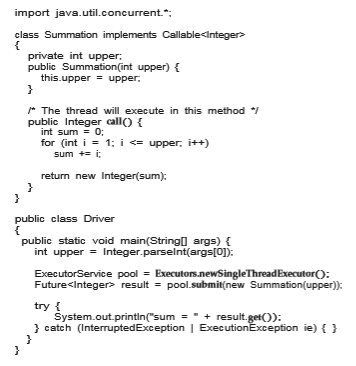 import java.util.concurrent.*;
class Summation implements Callable<Integer>
{
private int upper;
public Summation(int upper) {
this.upper = upper;
}
/* The thread will execute in this method */
public Integer call() {
int sum = 0;
for (int i = 1; i <= upper; i++)
sum += i;
return new Integer(sum);
}
}
public class Driver
{
public static void main(String[] args) {
int upper = Integer.parseInt(args[0]);
ExecutorService pool = Executors.newSingleThreadExecutor();
Future<Integer> result = pool.submit(new Summation(upper));
try {
System.out.println("sum = " + result.get());
} catch (InterruptedException | ExecutionException ie) { }
}
}